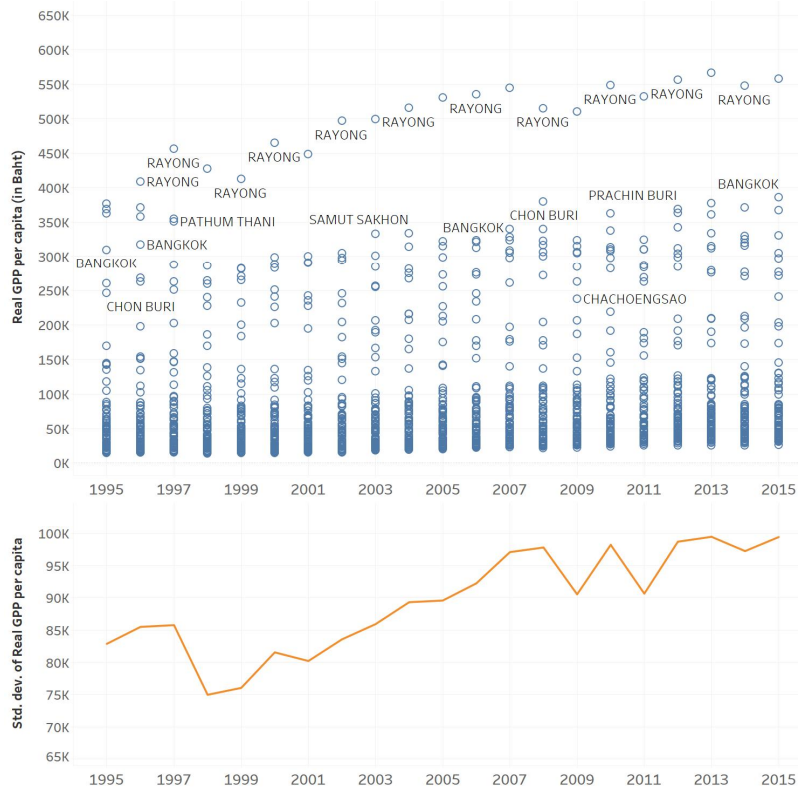 650K
600K
550K
RAYONG RAYONG RAYONG
RAYONG
RAYONG
500K
RAYONG RAYONG
RAYONG
450K
RAYONG
RAYONG
400K
RAYONG
RAYONG
BANGKOK
PRACHIN BURI
350K
PATHUM THANI SAMUT SAKHON CHON BURI
BANGKOK
BANGKOK
300K
BANGKOK
250K
CHACHOENGSAO
CHON BURI
200K
150K
100K
50K
0K
Real GPP per capita (in Baht)
1995 1997 1999 2001 2003 2005 2007 2009 2011 2013 2015
100K
95K
90K
85K
80K
75K
70K
65K
Std. dev. of Real GPP per capita
1995 1997 1999 2001 2003 2005 2007 2009 2011 2013 2015